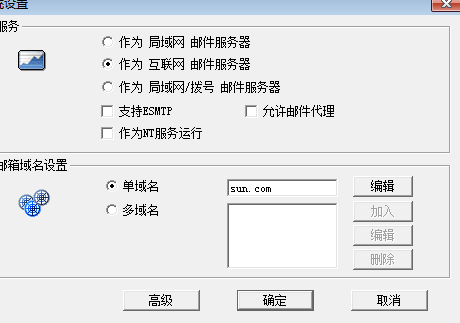 统设置
服务
作为 局域网 邮件服务器
作为 互联网 邮件服务器
作为 局域网/拨号 邮件服务器
支持ESMTP 允许邮件代理
作为NT服务运行
邮箱域名设置
单域名 sun.com 编辑
多域名 加入
编辑
删除
高级 确定 取消